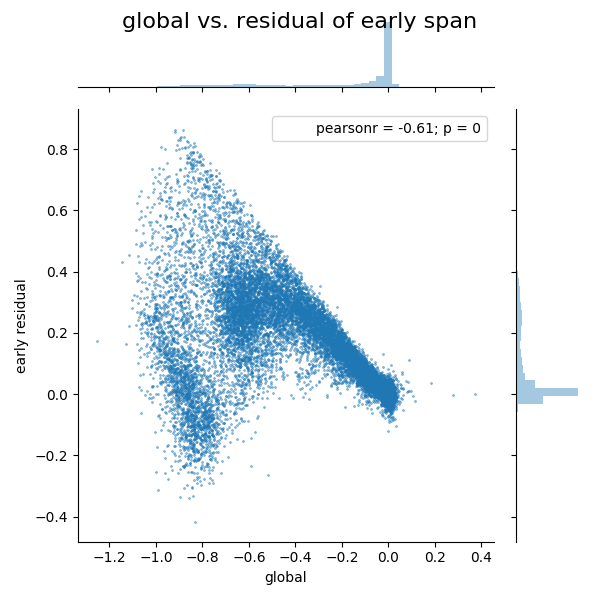 global vs. residual of early span
pearsonr = -0.61; p = 0
early residual
0.8
0.6
0.4
0.2
0.0
−0.2
−0.4
−1.2 −1.0 −0.8 −0.6 −0.4 −0.2 0.0 0.2 0.4
global